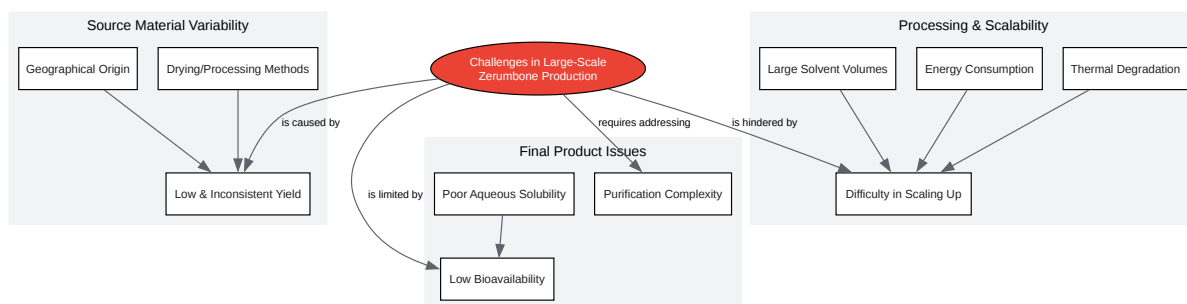 Source Material Variability
Processing & Scalability
Geographical Origin
Drying/Processing Methods
Challenges in Large-Scale
Zerumbone Production
Large Solvent Volumes
Energy Consumption
Thermal Degradation
is caused by
requires addressing
is hindered by
Final Product Issues
Low & Inconsistent Yield
is limited by
Poor Aqueous Solubility
Purification Complexity
Difficulty in Scaling Up
Low Bioavailability